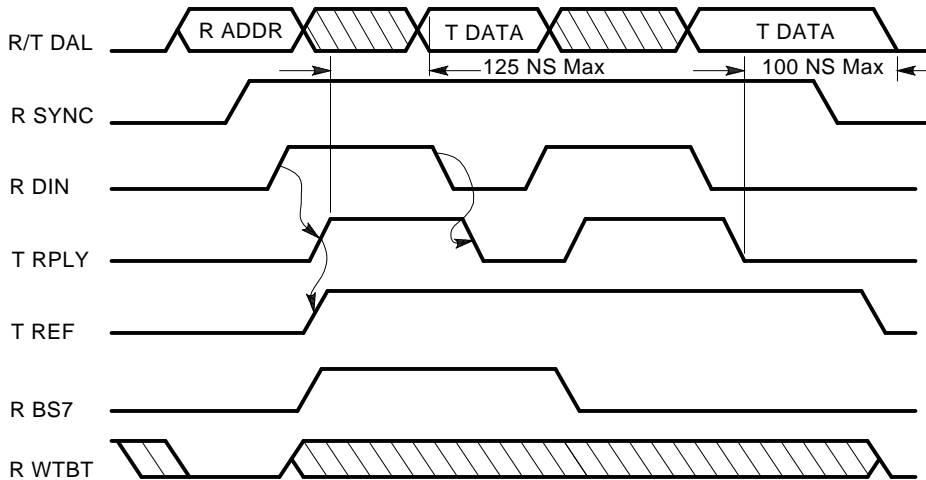 R/T DAL
R ADDR
T DATA
T DATA
125 NS Max
100 NS Max
R SYNC
R DIN
T RPLY
T REF
R BS7
R WTBT